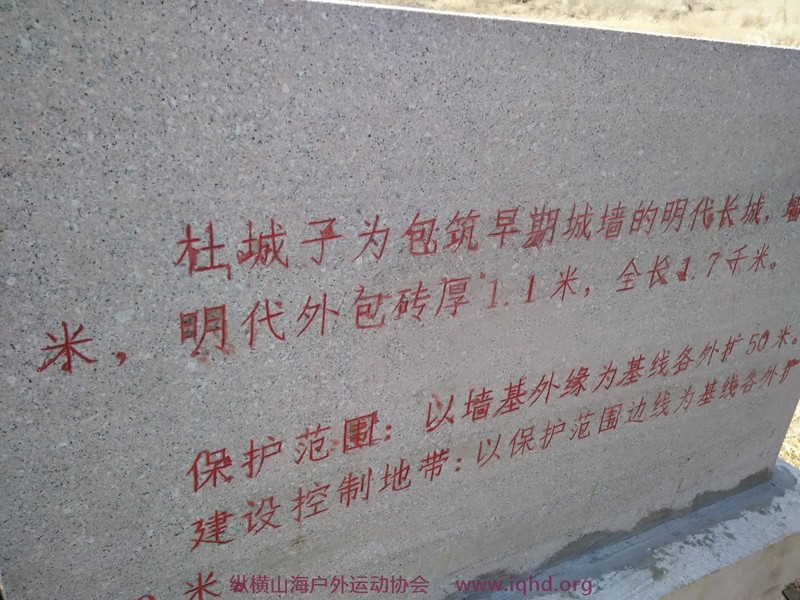 杜城子为包筑早期城墙的明代长城，墙
米，明代外包砖厚1.1米，全长1.7千米。
保护范围：以墙基外缘为基线各外扩50米。
建设控制地带：以保护范围边线为基线各外扩
米
纵横山海户外运动协会 www.iqhd.org